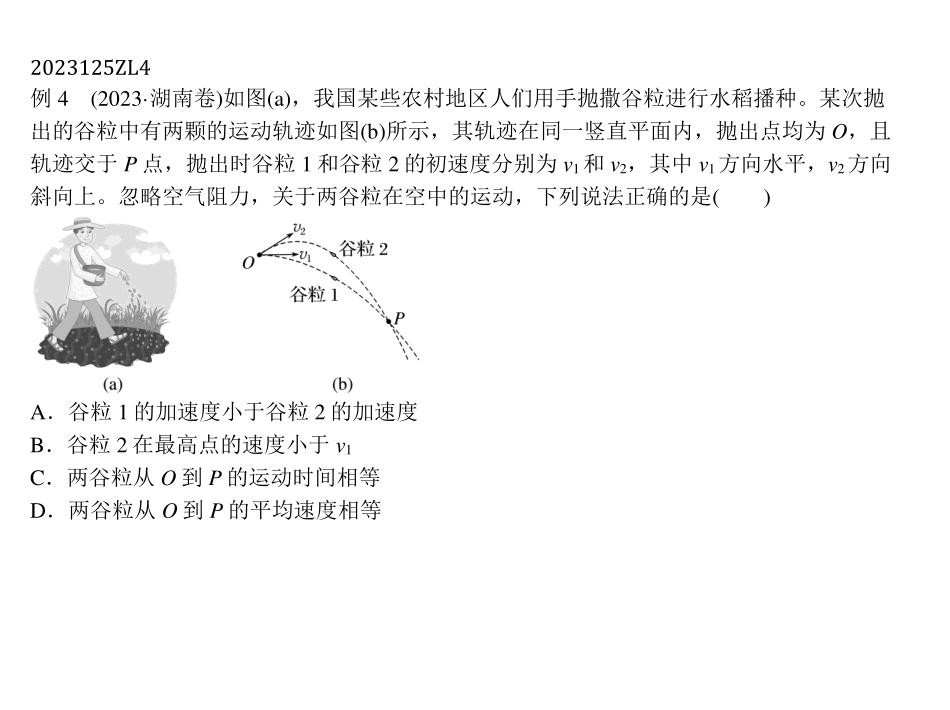 2023125ZL4
例 4　(2023·湖南卷)如图(a)，我国某些农村地区人们用手抛撒谷粒进行水稻播种。某次抛
出的谷粒中有两颗的运动轨迹如图(b)所示，其轨迹在同一竖直平面内，抛出点均为 O，且
轨迹交于 P 点，抛出时谷粒 1 和谷粒 2 的初速度分别为 v1 和 v2，其中 v1 方向水平，v2 方向
斜向上。忽略空气阻力，关于两谷粒在空中的运动，下列说法正确的是(　　)
v2
谷粒 2
O
v1
谷粒 1
P
(a)
(b)
A．谷粒 1 的加速度小于谷粒 2 的加速度
B．谷粒 2 在最高点的速度小于 v1
C．两谷粒从 O 到 P 的运动时间相等
D．两谷粒从 O 到 P 的平均速度相等